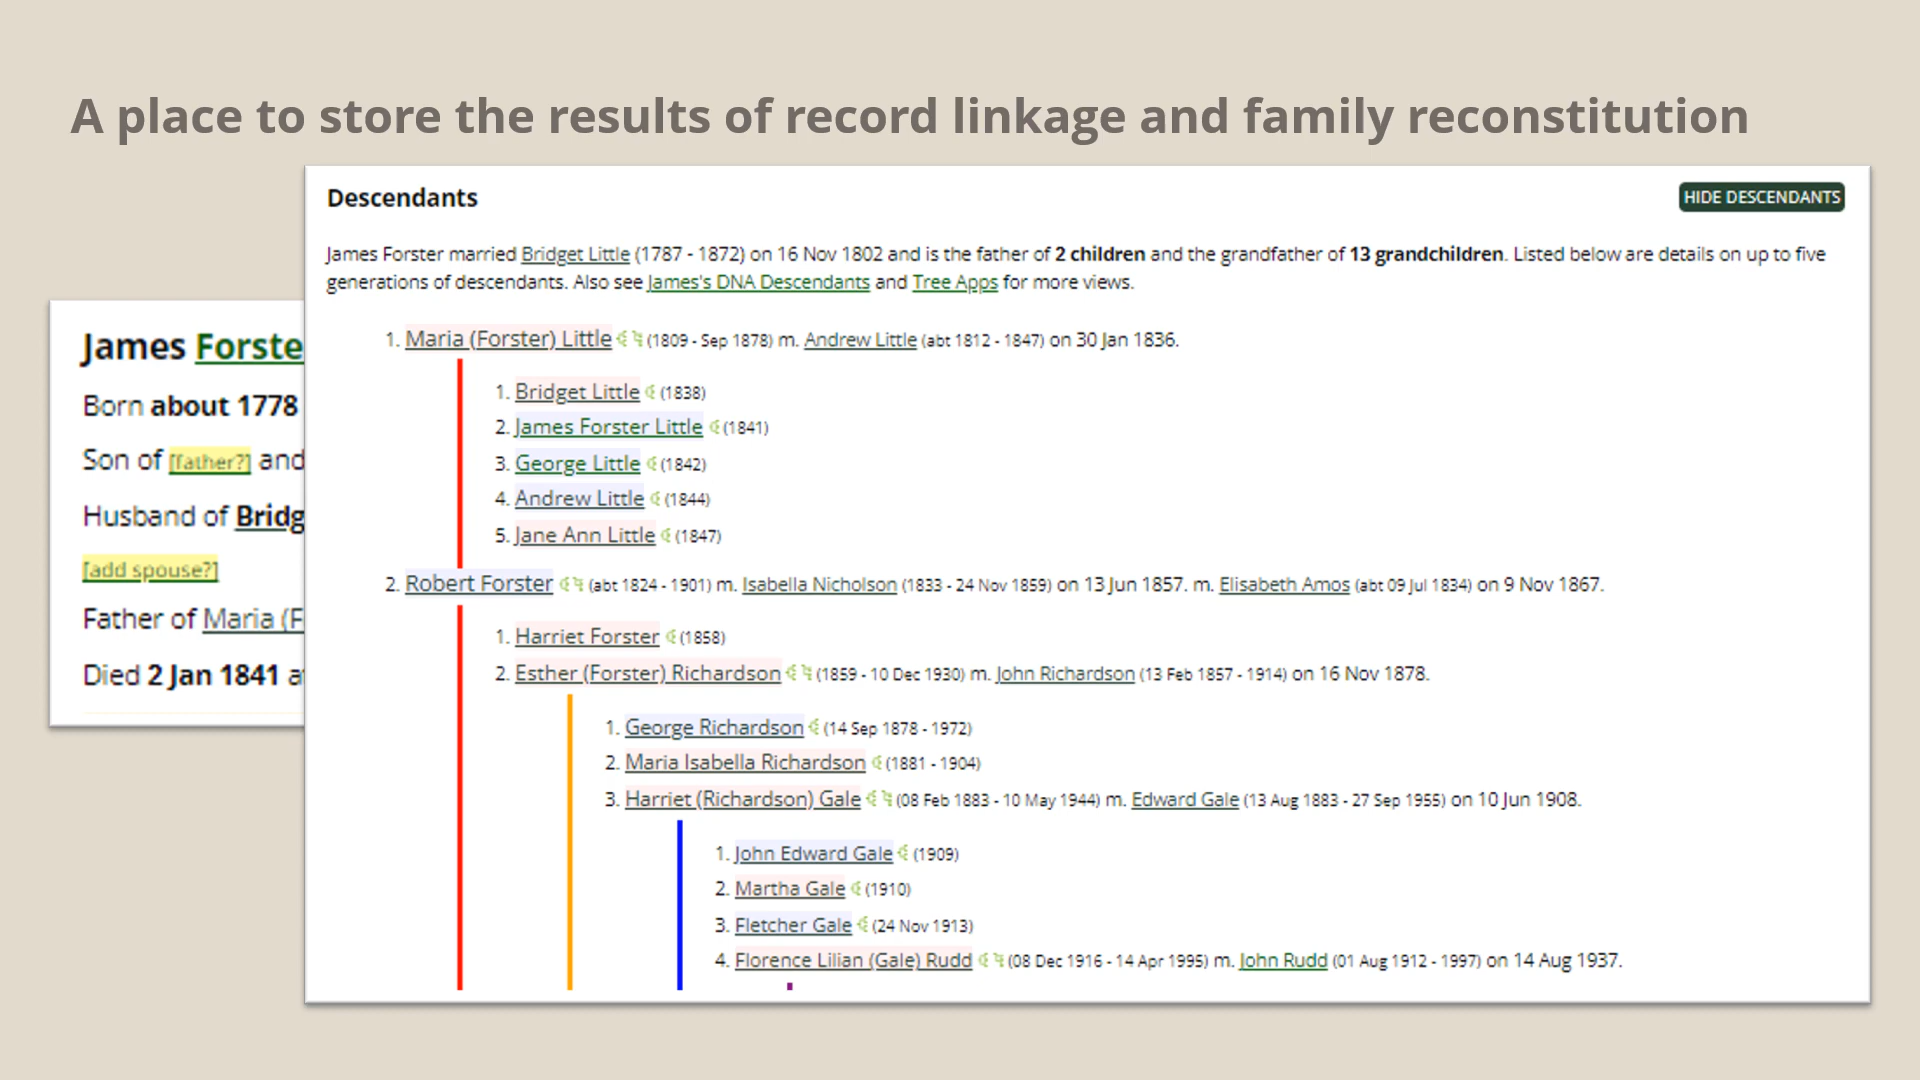 A place to store the results of record linkage and family reconstitution
James Forste
Born about 1778
Son of [father?] and
Husband of Bridg
[add spouse?]
Father of Maria (F
Died 2 Jan 1841 a
Descendants
HIDE DESCENDANTS
James Forster married Bridget Little (1787 - 1872) on 16 Nov 1802 and is the father of 2 children and the grandfather of 13 grandchildren. Listed below are details on up to five
generations of descendants. Also see James's DNA Descendants and Tree Apps for more views.
1. Maria (Forster) Little (1809 - Sep 1878) m. Andrew Little (abt 1812 - 1847) on 30 Jan 1836.
1. Bridget Little (1838)
2. James Forster Little (1841)
3. George Little (1842)
4. Andrew Little (1844)
5. Jane Ann Little (1847)
2. Robert Forster (abt 1824 - 1901) m. Isabella Nicholson (1833 - 24 Nov 1859) on 13 Jun 1857. m. Elisabeth Amos (abt 09 Jul 1834) on 9 Nov 1867.
1. Harriet Forster (1858)
2. Esther (Forster) Richardson (1859 - 10 Dec 1930) m. John Richardson (13 Feb 1857 - 1914) on 16 Nov 1878.
1. George Richardson (14 Sep 1878 - 1972)
2. Maria Isabella Richardson (1881 - 1904)
3. Harriet (Richardson) Gale (08 Feb 1883 - 10 May 1944) m. Edward Gale (13 Aug 1883 - 27 Sep 1955) on 10 Jun 1908.
1. John Edward Gale (1909)
2. Martha Gale (1910)
3. Fletcher Gale (24 Nov 1913)
4. Florence Lilian (Gale) Rudd (08 Dec 1916 - 14 Apr 1995) m. John Rudd (01 Aug 1912 - 1997) on 14 Aug 1937.